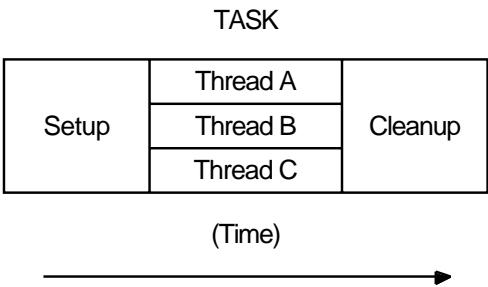 TASK
Thread A
Setup
Thread B
Cleanup
Thread C
(Time)